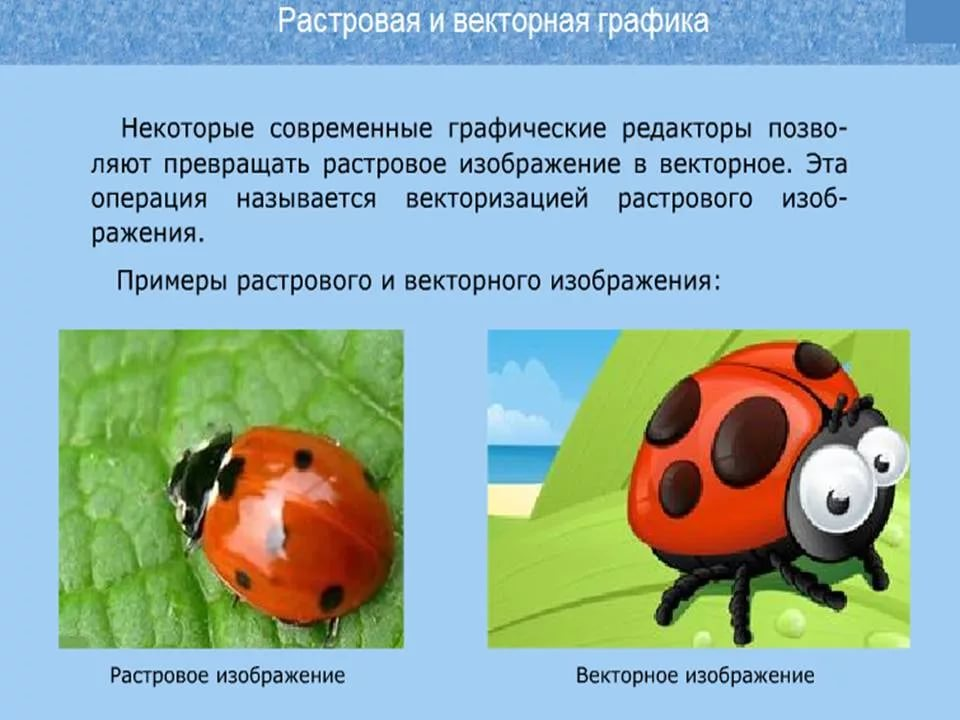 Растровая и векторная графика
Некоторые современные графические редакторы позво-
ляют превращать растровое изображение в векторное. Эта
операция называется векторизацией растрового изоб-
ражения.
Примеры растрового и векторного изображения:
Растровое изображение
Векторное изображение